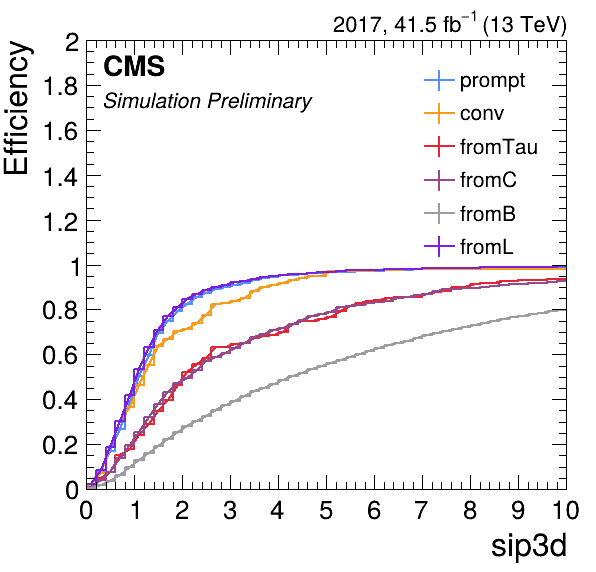 2017, 41.5 fb⁻¹ (13 TeV)
CMS
Simulation Preliminary
prompt
conv
fromTau
fromC
fromB
fromL
Efficiency
2
1.8
1.6
1.4
1.2
1
0.8
0.6
0.4
0.2
0
0 1 2 3 4 5 6 7 8 9 10
sip3d